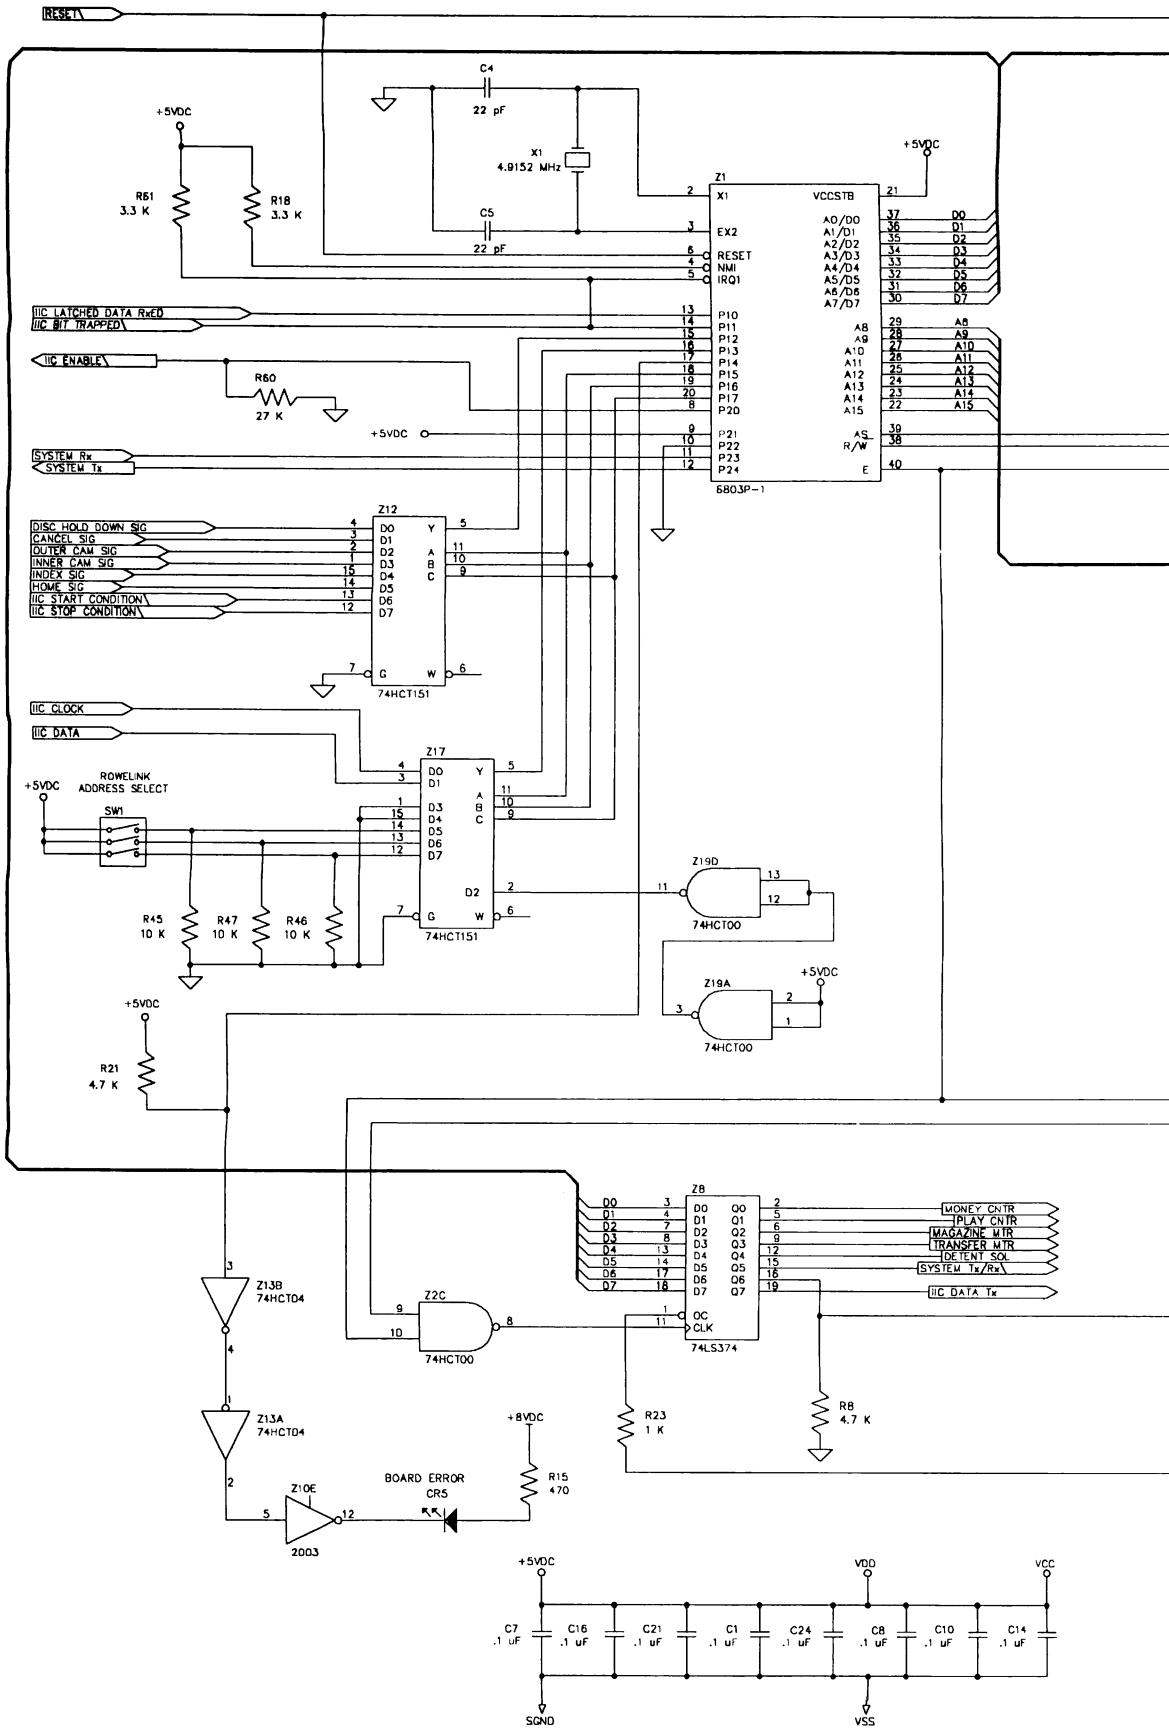 RESET\
C4
22 pF
+5VDC
X1
4.9152 MHz
+5VDC
R61
3.3 K
R18
3.3 K
C5
22 pF
Z1
2 X1 VCCSTB 21
3 EX2
6 RESET
4 NMI
5 IRQ1
A0/D0 37 D0
A1/D1 36 D1
A2/D2 35 D2
A3/D3 34 D3
A4/D4 33 D4
A5/D5 32 D5
A6/D6 31 D6
A7/D7 30 D7
IIC LATCHED DATA RxED
IIC BIT TRAPPED\
IIC ENABLE\
13 P10
14 P11
15 P12
16 P13
17 P14
18 P15
19 P16
20 P17
8 P20
A8 29 A8
A9 28 A9
A10 27 A10
A11 26 A11
A12 25 A12
A13 24 A13
A14 23 A14
A15 22 A15
R60
27 K
+5VDC
9 P21
10 P22
11 P23
12 P24
AS 39
R/W 38
E 40
6803P-1
SYSTEM Rx
SYSTEM Tx
Z12
DISC HOLD DOWN SIG 4 D0 Y 5
CANCEL SIG 3 D1
OUTER CAM SIG 2 D2 A 11
INNER CAM SIG 1 D3 B 10
INDEX SIG 15 D4 C 9
HOME SIG 14 D5
IIC START CONDITION\ 13 D6
IIC STOP CONDITION\ 12 D7
7 G W 6
74HCT151
IIC CLOCK
IIC DATA
Z17
4 D0 Y 5
3 D1
A 11
1 D3 B 10
15 D4 C 9
14 D5
13 D6
12 D7
D2 2
7 G W 6
74HCT151
ROWELINK
ADDRESS SELECT
+5VDC
SW1
R45
10 K
R47
10 K
R46
10 K
Z19D
11 13
12
74HCT00
Z19A
+5VDC
3 2
1
74HCT00
+5VDC
R21
4.7 K
Z8
D0 3 D0 Q0 2 MONEY CNTR
D1 4 D1 Q1 5 PLAY CNTR
D2 7 D2 Q2 6 MAGAZINE MTR
D3 8 D3 Q3 9 TRANSFER MTR
D4 13 D4 Q4 12 DETENT SOL
D5 14 D5 Q5 15 SYSTEM Tx/Rx\
D6 17 D6 Q6 16
D7 18 D7 Q7 19 IIC DATA Tx
1 OC
11 CLK
74LS374
3
Z13B
74HCT04
4
9 Z2C
10 8
74HCT00
1
Z13A
74HCT04
2
R23
1 K
R8
4.7 K
+8VDC
R15
470
BOARD ERROR
CR5
Z10E
5 12
2003
+5VDC
VDD
VCC
C7
.1 uF
C16
.1 uF
C21
.1 uF
C1
.1 uF
C24
.1 uF
C8
.1 uF
C10
.1 uF
C14
.1 uF
SGND
VSS